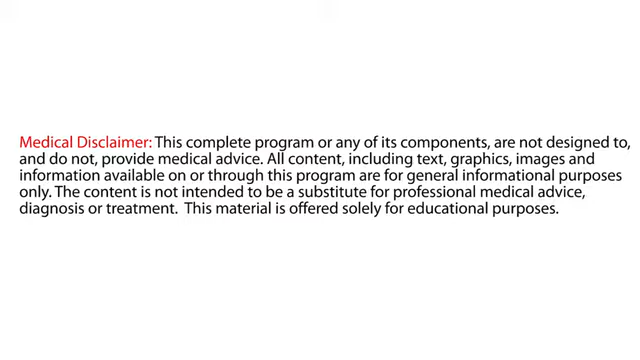 Medical Disclaimer: This complete program or any of its components, are not designed to,
and do not, provide medical advice. All content, including text, graphics, images and
information available on or through this program are for general informational purposes
only. The content is not intended to be a substitute for professional medical advice,
diagnosis or treatment. This material is offered solely for educational purposes.